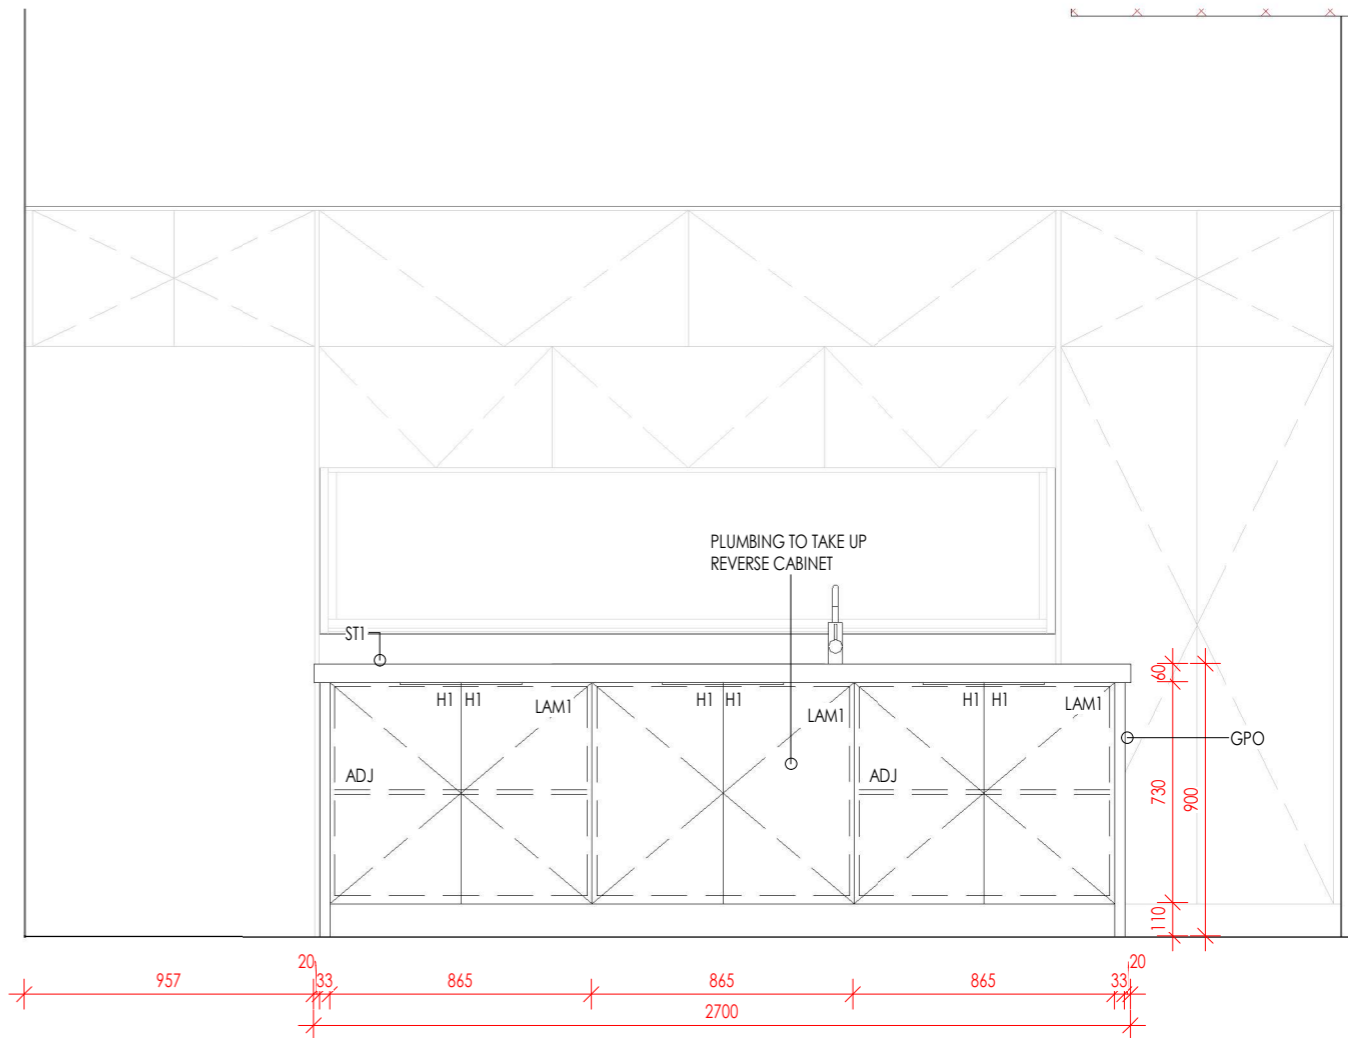 PLUMBING TO TAKE UP
REVERSE CABINET
ST1
H1 H1
LAM1
H1 H1
LAM1
H1 H1
LAM1
ADJ
ADJ
GPO
60
730
900
110
957
20
33
865
865
865
33
20
2700